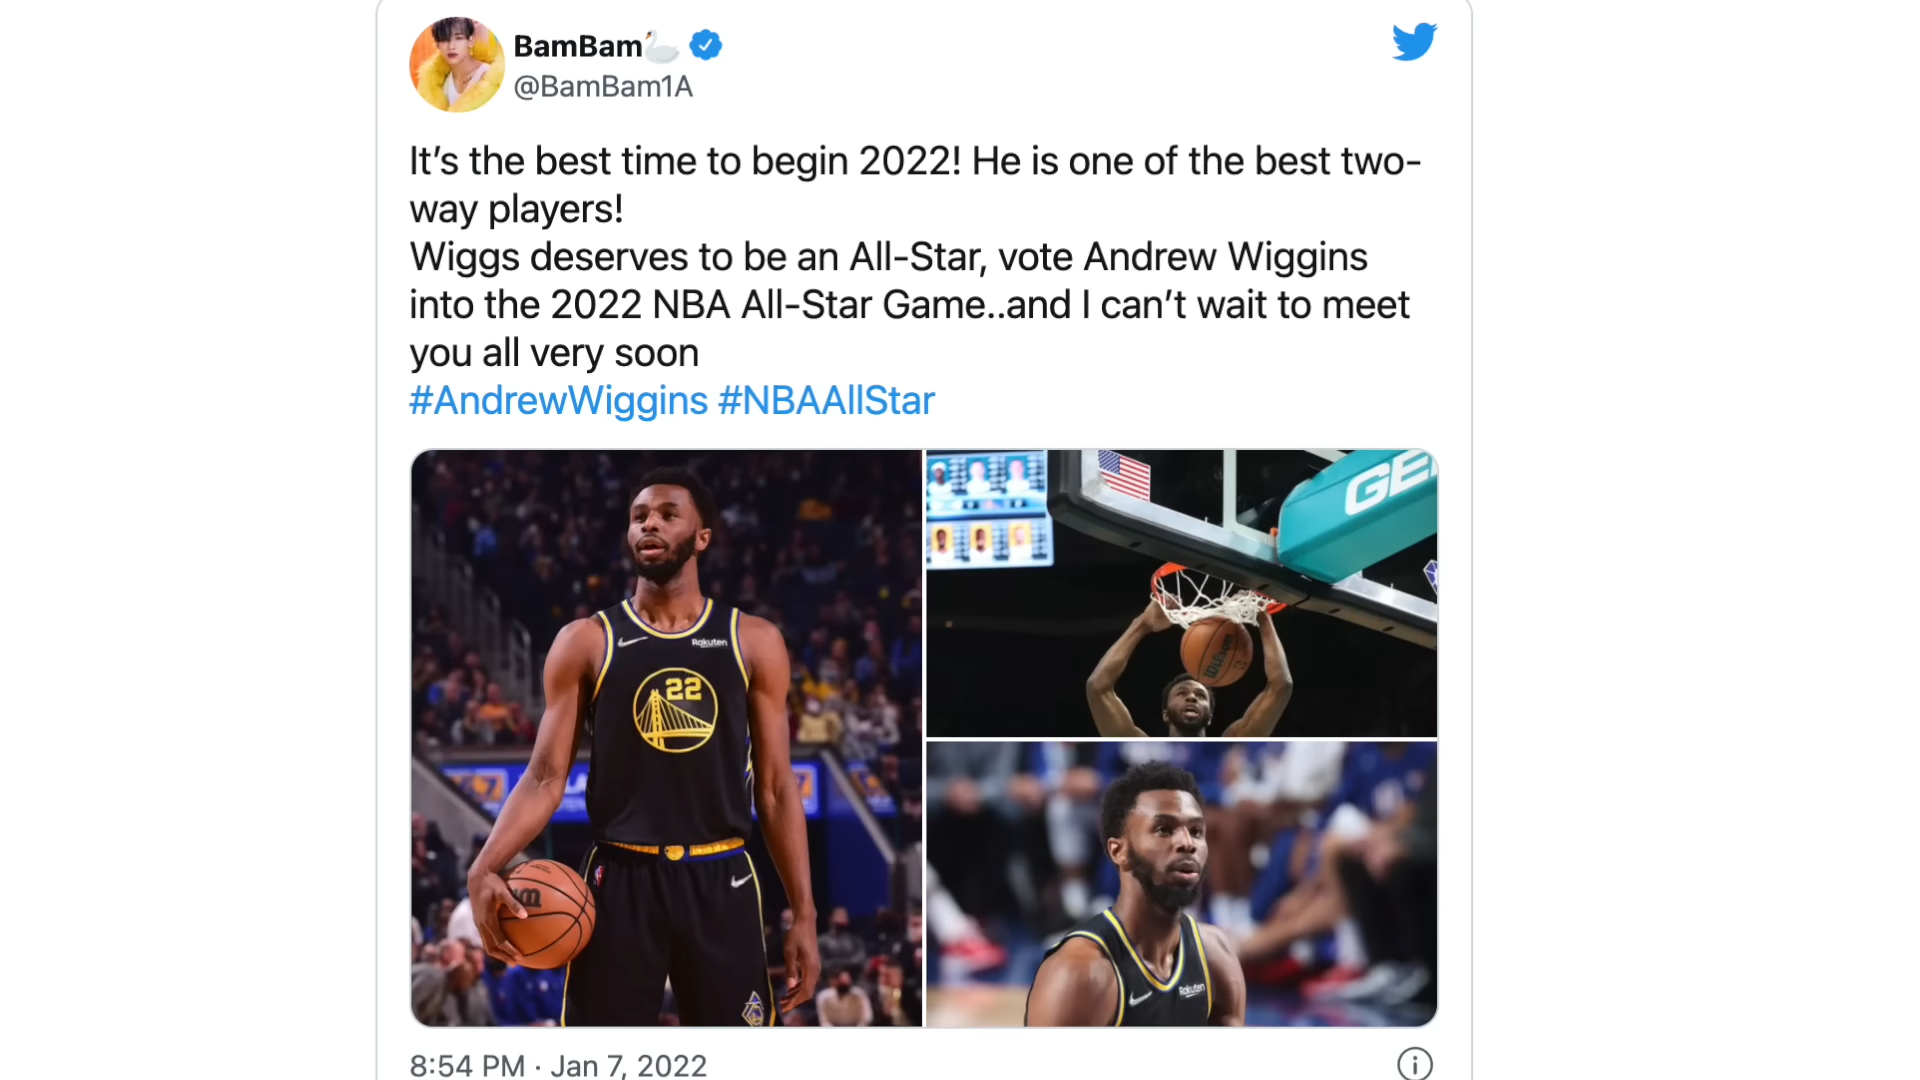 BamBam🦢
@BamBam1A
It’s the best time to begin 2022! He is one of the best two-
way players!
Wiggs deserves to be an All-Star, vote Andrew Wiggins
into the 2022 NBA All-Star Game..and I can’t wait to meet
you all very soon
#AndrewWiggins #NBAAllStar
Rakuten
22
GEI
Wilson
Rakuten
8:54 PM · Jan 7, 2022